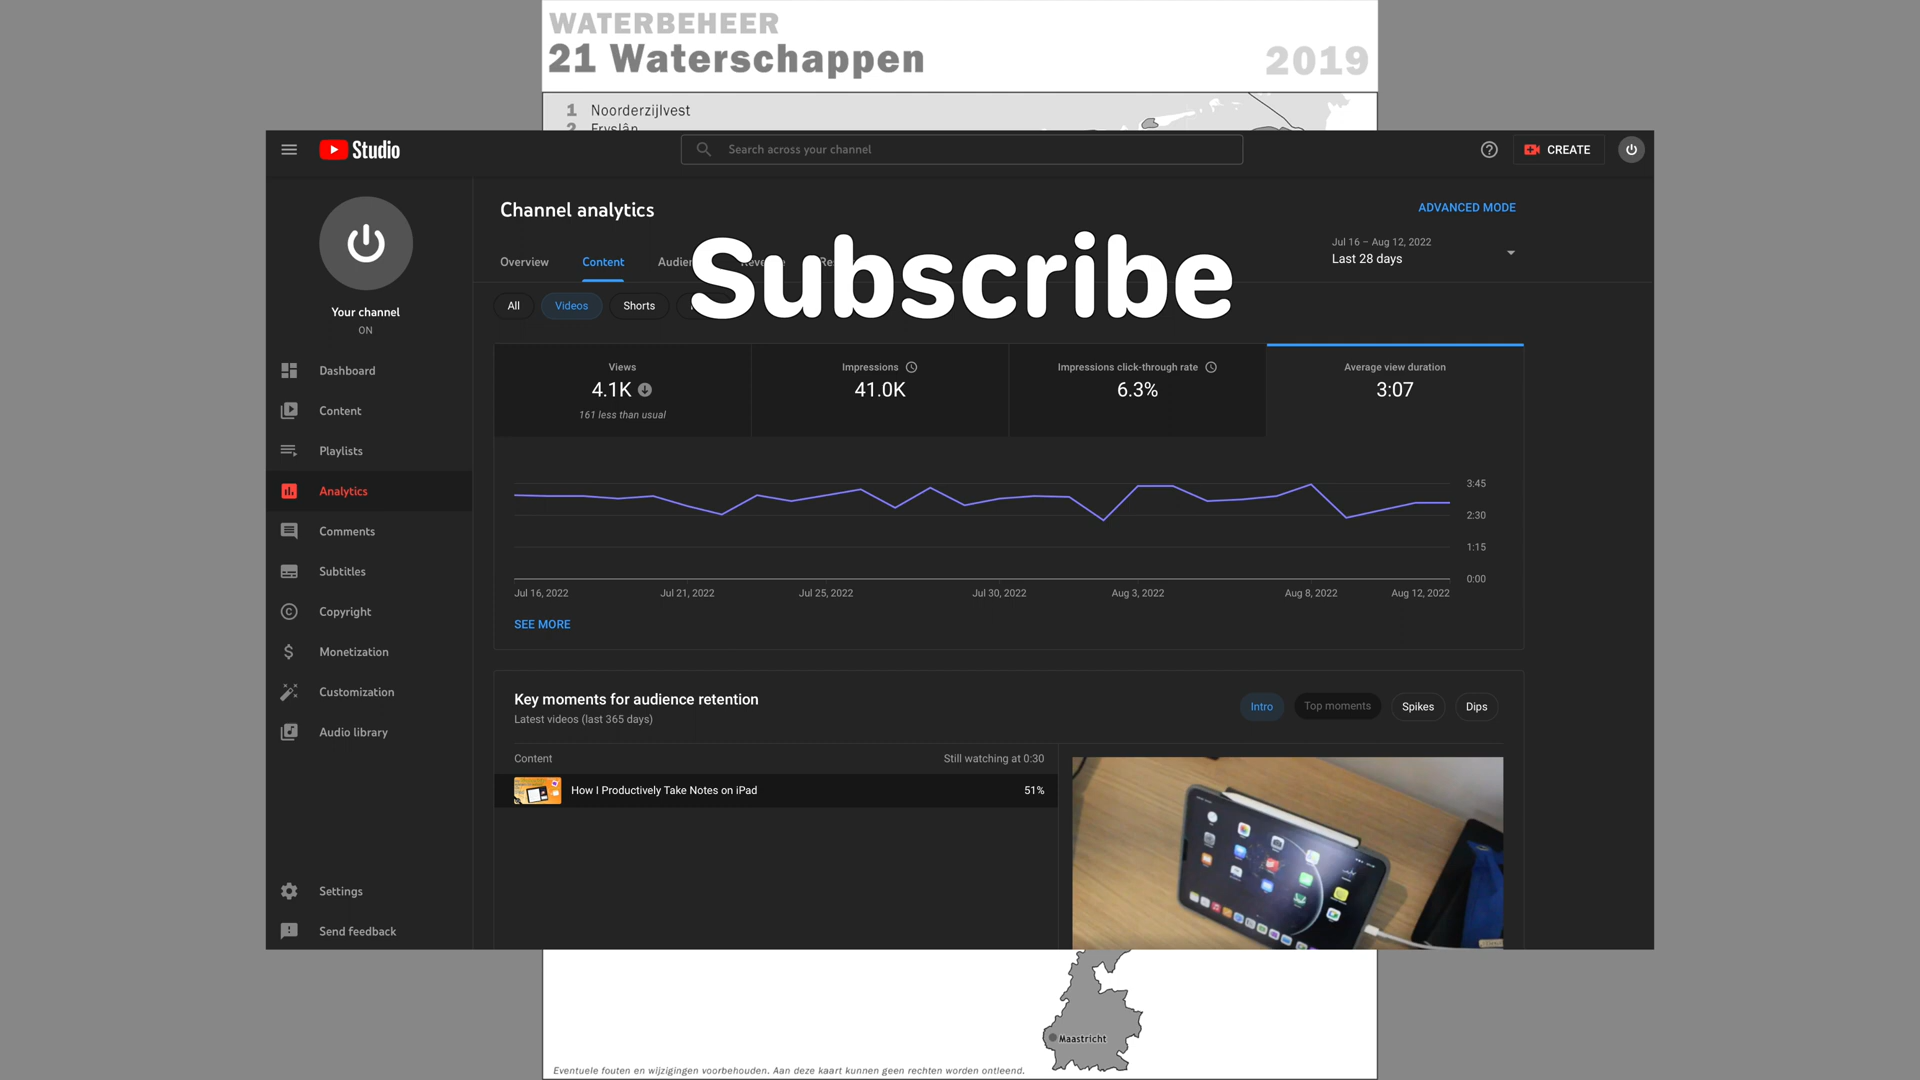 WATERBEHEER
21 Waterschappen
2019
1 Noorderzijlvest
2 Fryslân
Studio
Search across your channel
CREATE
Channel analytics
ADVANCED MODE
Jul 16 – Aug 12, 2022
Last 28 days
Subscribe
Overview
Content
All
Videos
Shorts
Your channel
ON
Dashboard
Content
Playlists
Analytics
Comments
Subtitles
Copyright
Monetization
Customization
Audio library
Settings
Send feedback
Views
4.1K
161 less than usual
Impressions
41.0K
Impressions click-through rate
6.3%
Average view duration
3:07
3:45
2:30
1:15
0:00
Jul 16, 2022
Jul 21, 2022
Jul 25, 2022
Jul 30, 2022
Aug 3, 2022
Aug 8, 2022
Aug 12, 2022
SEE MORE
Key moments for audience retention
Latest videos (last 365 days)
Intro
Top moments
Spikes
Dips
Content
Still watching at 0:30
How I Productively Take Notes on iPad
51%
Maastricht
Eventuele fouten en wijzigingen voorbehouden. Aan deze kaart kunnen geen rechten worden ontleend.